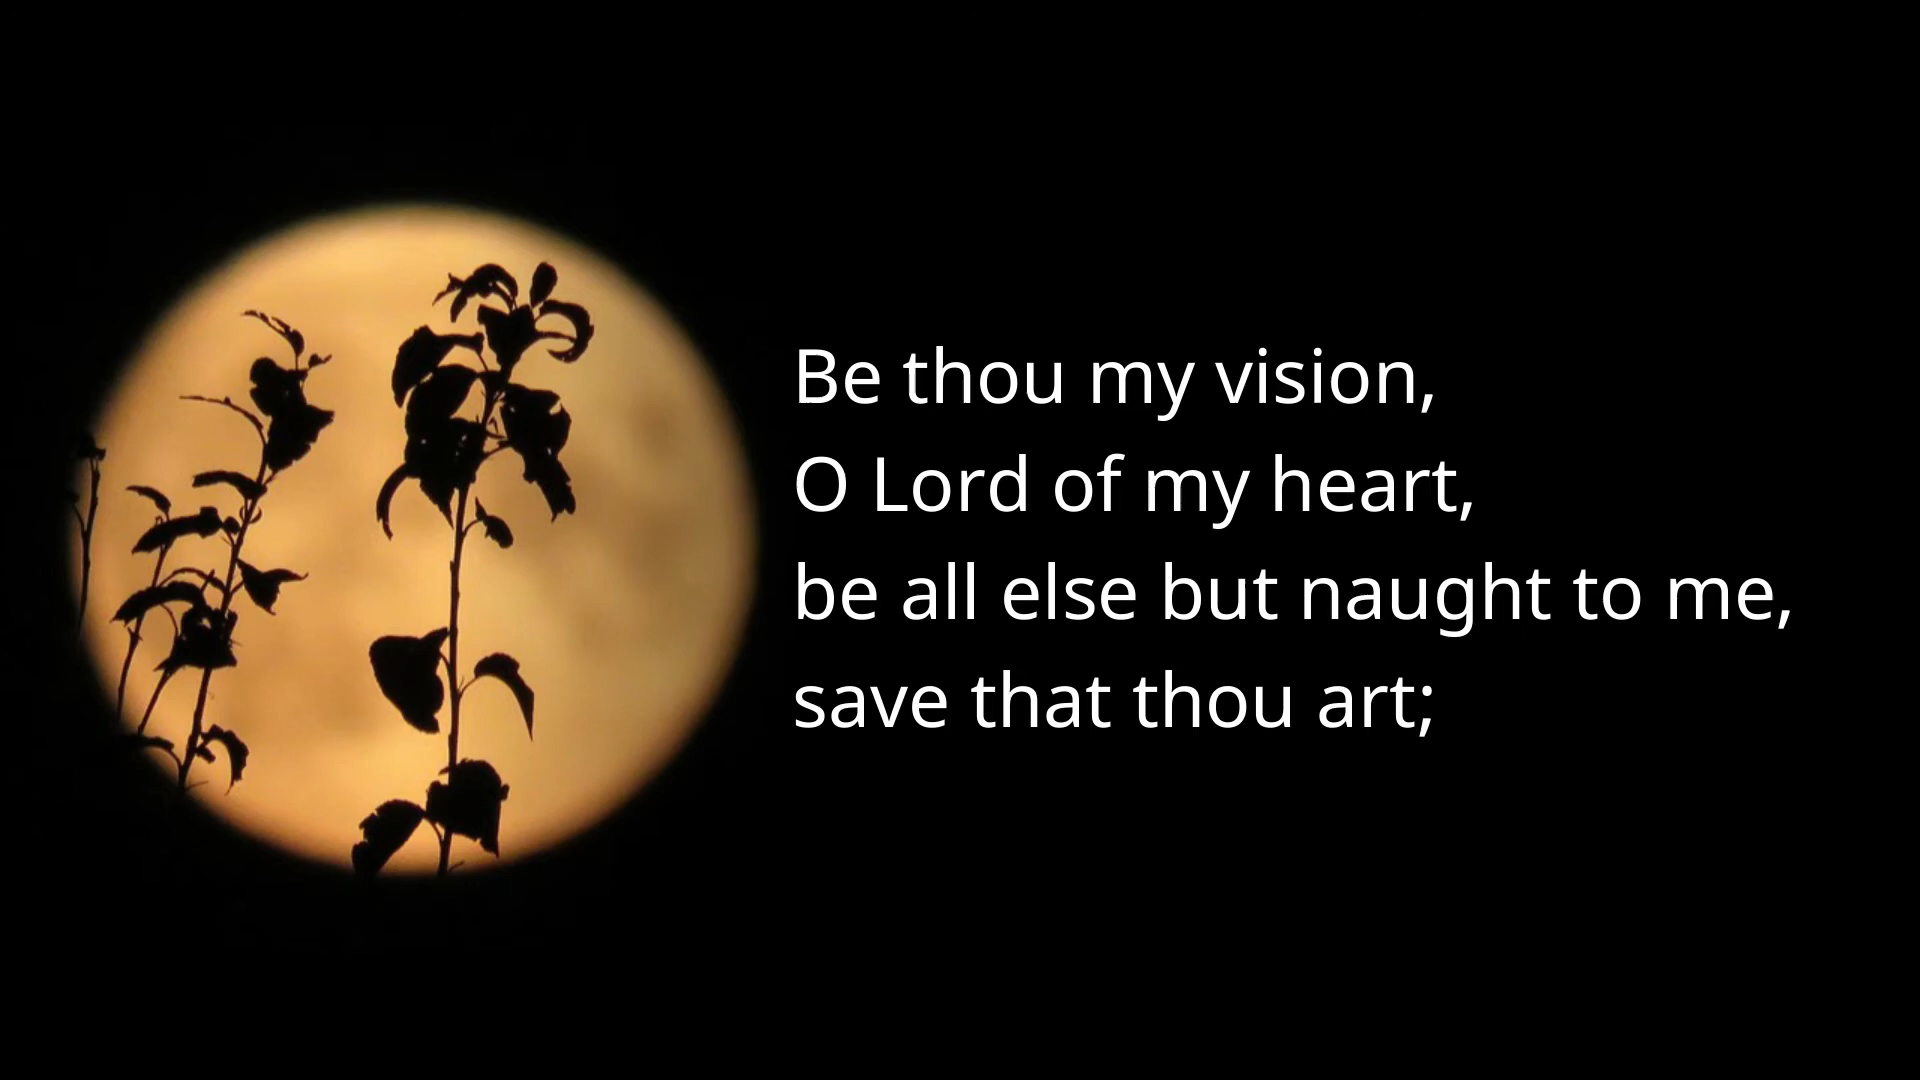 Be thou my vision,
O Lord of my heart,
be all else but naught to me,
save that thou art;